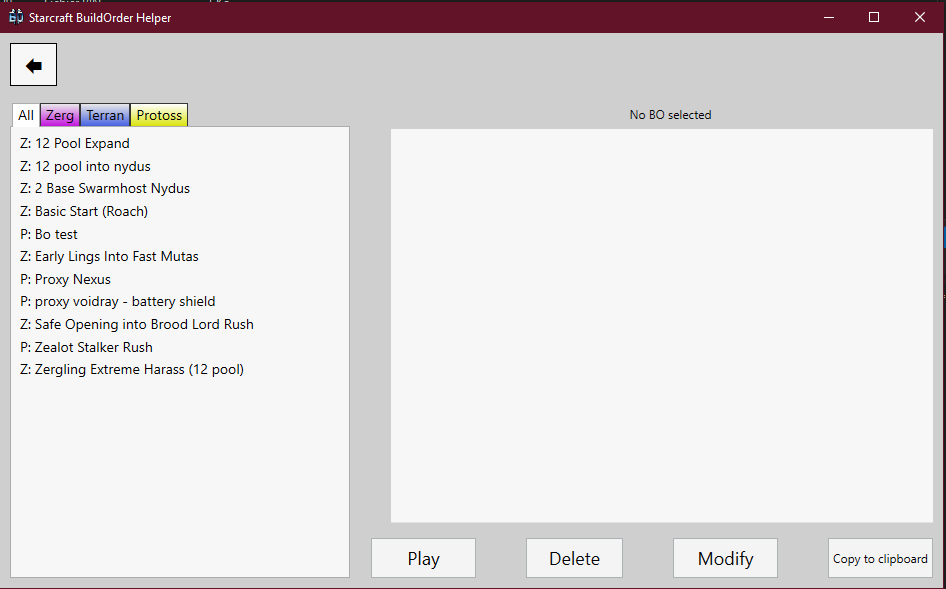 Starcraft BuildOrder Helper
All Zerg Terran Protoss
No BO selected
Z: 12 Pool Expand
Z: 12 pool into nydus
Z: 2 Base Swarmhost Nydus
Z: Basic Start (Roach)
P: Bo test
Z: Early Lings Into Fast Mutas
P: Proxy Nexus
P: proxy voidray - battery shield
Z: Safe Opening into Brood Lord Rush
P: Zealot Stalker Rush
Z: Zergling Extreme Harass (12 pool)
Play Delete Modify Copy to clipboard